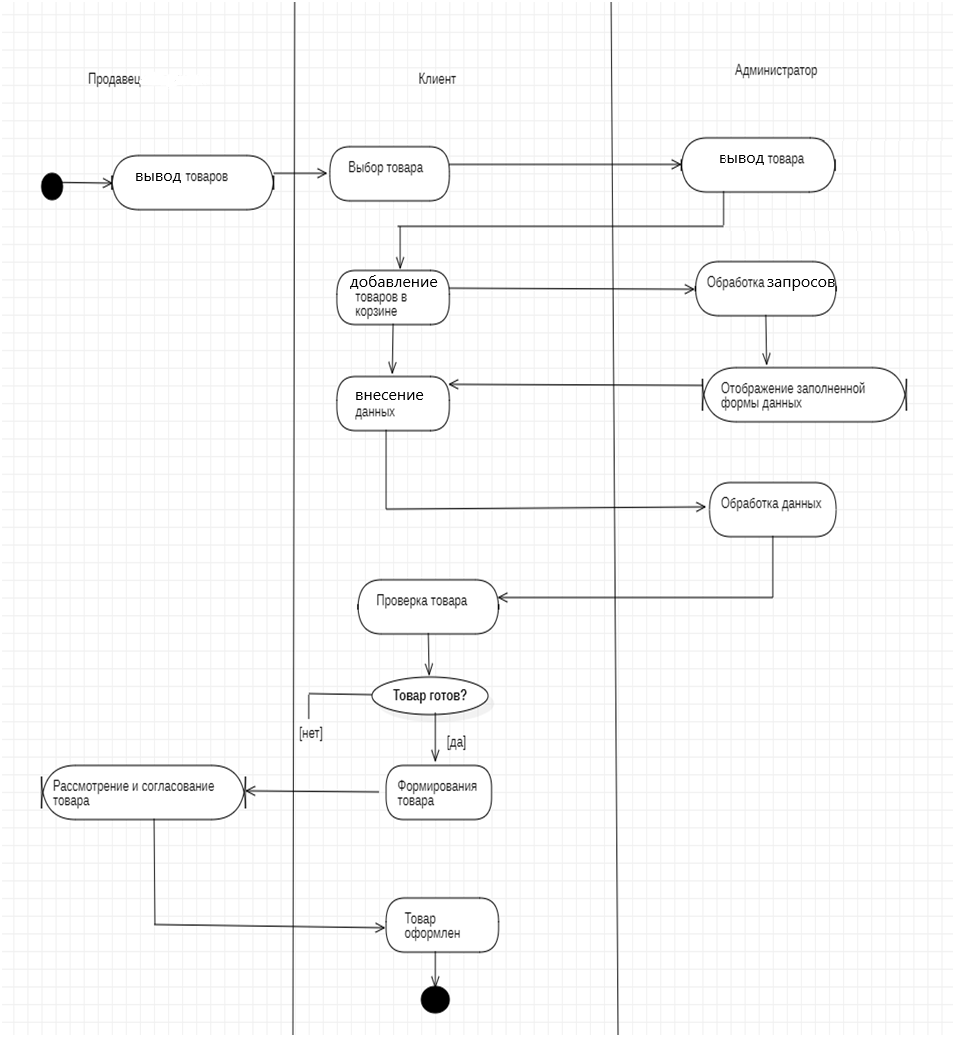 Продавец
Клиент
Администратор
вывод товаров
Выбор товара
вывод товара
добавление
товаров в
корзине
Обработка запросов
внесение
данных
Отображение заполненной
формы данных
Обработка данных
Проверка товара
Товар готов?
[нет]
[да]
Рассмотрение и согласование
товара
Формирования
товара
Товар
оформлен